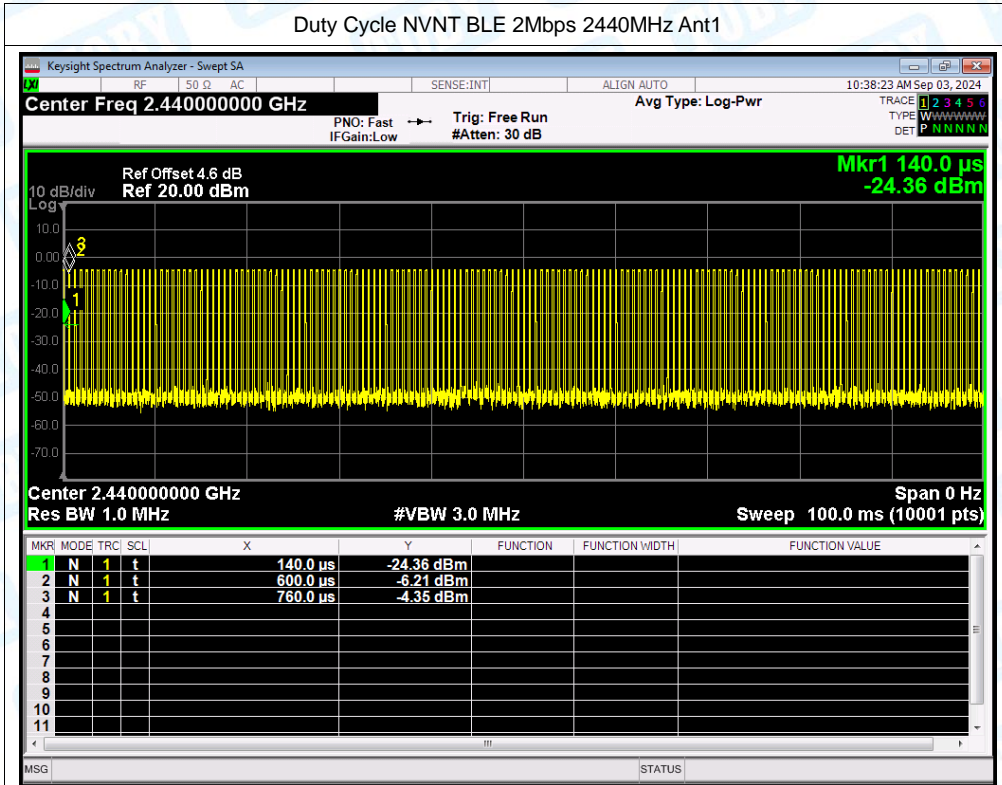 Duty Cycle NVNT BLE 2Mbps 2440MHz Ant1
Keysight Spectrum Analyzer - Swept SA
LXI RF 50 Ω AC SENSE:INT ALIGN AUTO 10:38:23 AM Sep 03, 2024
Center Freq 2.440000000 GHz Avg Type: Log-Pwr TRACE 1 2 3 4 5 6
PNO: Fast Trig: Free Run TYPE WWWWWW
IFGain:Low #Atten: 30 dB DET P N N N N N
Mkr1 140.0 µs
-24.36 dBm
Ref Offset 4.6 dB
10 dB/div Ref 20.00 dBm
Log
10.0
0.00
-10.0
-20.0
-30.0
-40.0
-50.0
-60.0
-70.0
3
2
1
Center 2.440000000 GHz Span 0 Hz
Res BW 1.0 MHz #VBW 3.0 MHz Sweep 100.0 ms (10001 pts)
MKR MODE TRC SCL X Y FUNCTION FUNCTION WIDTH FUNCTION VALUE
1 N 1 t 140.0 µs -24.36 dBm
2 N 1 t 600.0 µs -6.21 dBm
3 N 1 t 760.0 µs -4.35 dBm
4
5
6
7
8
9
10
11
MSG STATUS